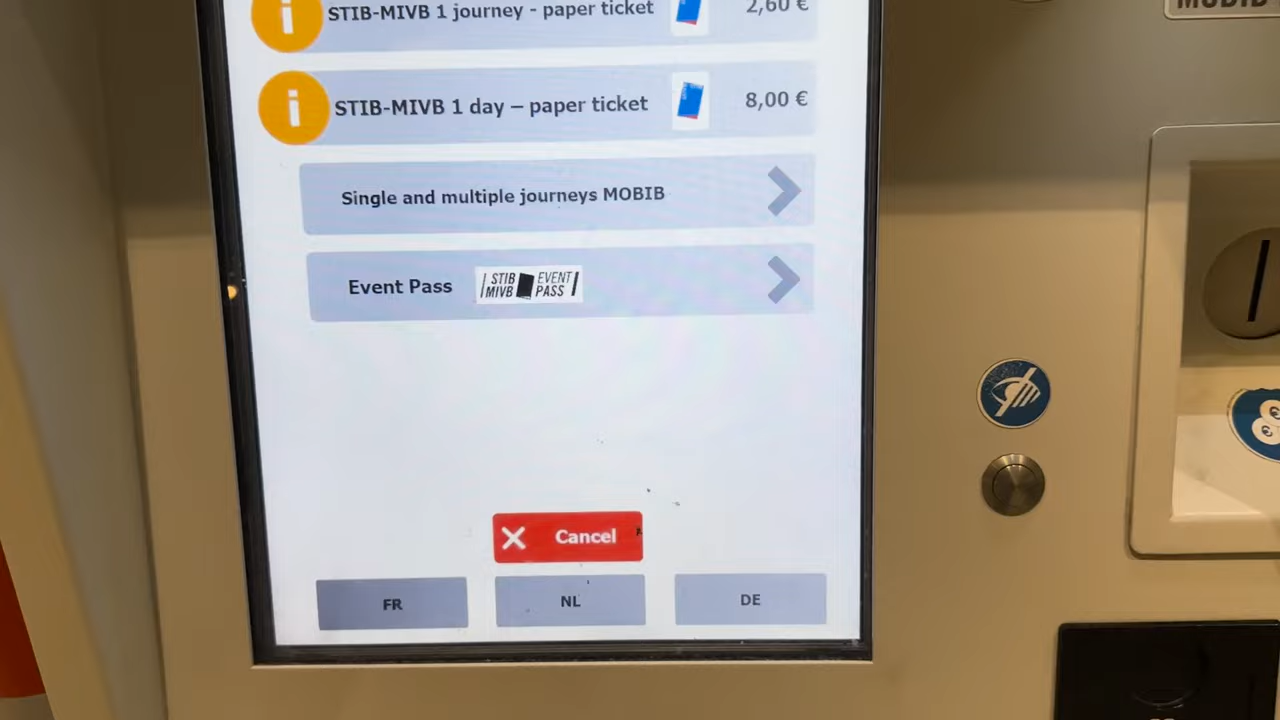 STIB-MIVB 1 journey - paper ticket 2,60 €
STIB-MIVB 1 day – paper ticket 8,00 €
Single and multiple journeys MOBIB
Event Pass
STIB EVENT
MIVB PASS
Cancel
FR NL DE
MOBIB